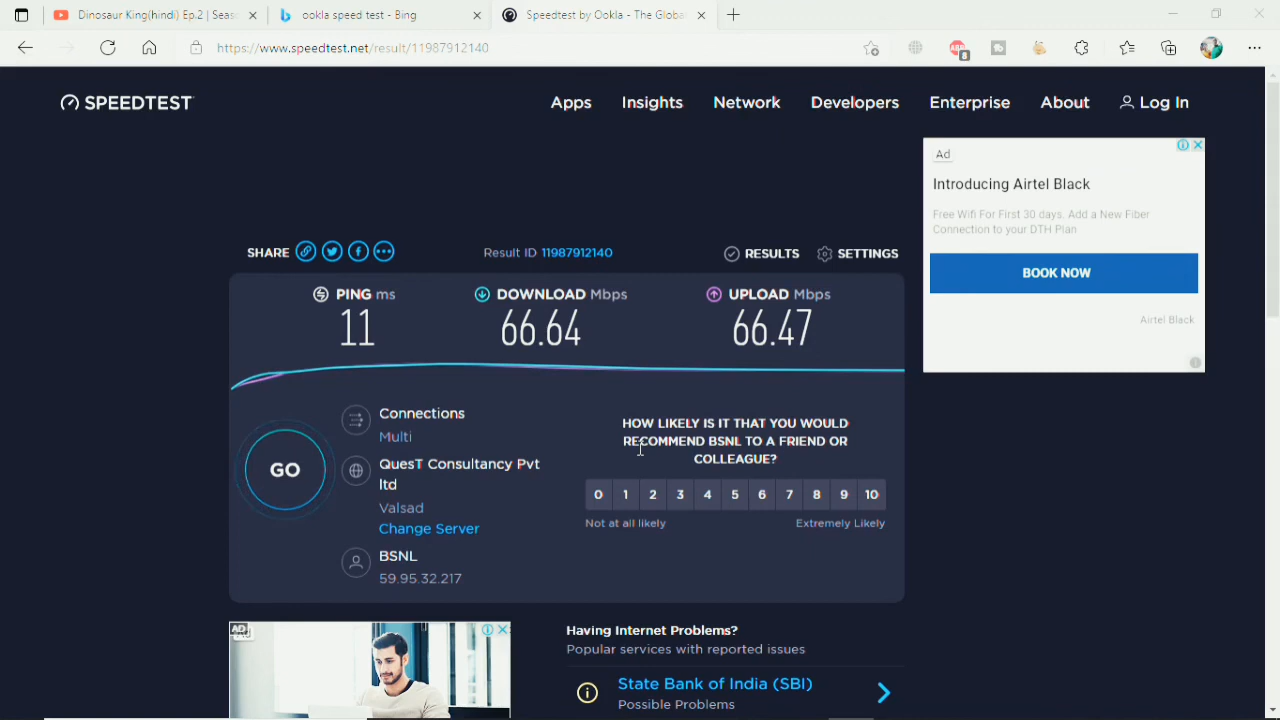 Dinosaur King(hindi) Ep.2 | Seas
ookla speed test - Bing
Speedtest by Ookla - The Globa
https://www.speedtest.net/result/11987912140
ABP
8
SPEEDTEST
Apps
Insights
Network
Developers
Enterprise
About
Log In
Ad
Introducing Airtel Black
Free Wifi For First 30 days. Add a New Fiber
Connection to your DTH Plan
BOOK NOW
Airtel Black
SHARE
Result ID 11987912140
RESULTS
SETTINGS
PING ms
11
DOWNLOAD Mbps
66.64
UPLOAD Mbps
66.47
GO
Connections
Multi
QuesT Consultancy Pvt
ltd
Valsad
Change Server
BSNL
59.95.32.217
HOW LIKELY IS IT THAT YOU WOULD
RECOMMEND BSNL TO A FRIEND OR
COLLEAGUE?
0 1 2 3 4 5 6 7 8 9 10
Not at all likely
Extremely Likely
AD
Having Internet Problems?
Popular services with reported issues
State Bank of India (SBI)
Possible Problems